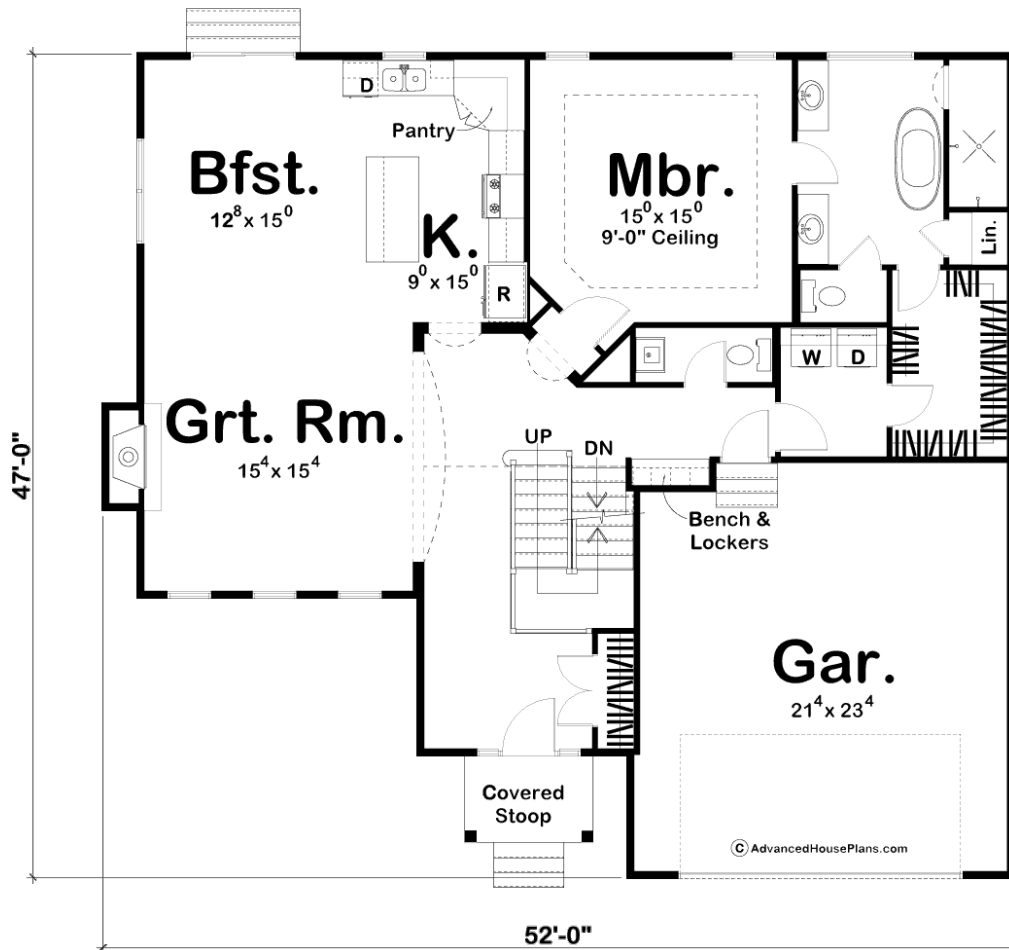 D
Pantry
Bfst.
12⁸ x 15⁰
K.
9⁰ x 15⁰
R
Mbr.
15⁰ x 15⁰
9'-0" Ceiling
Lin.
W
D
Grt. Rm.
15⁴ x 15⁴
UP
DN
Bench &
Lockers
47'-0"
Gar.
21⁴ x 23⁴
Covered
Stoop
© AdvancedHousePlans.com
52'-0"